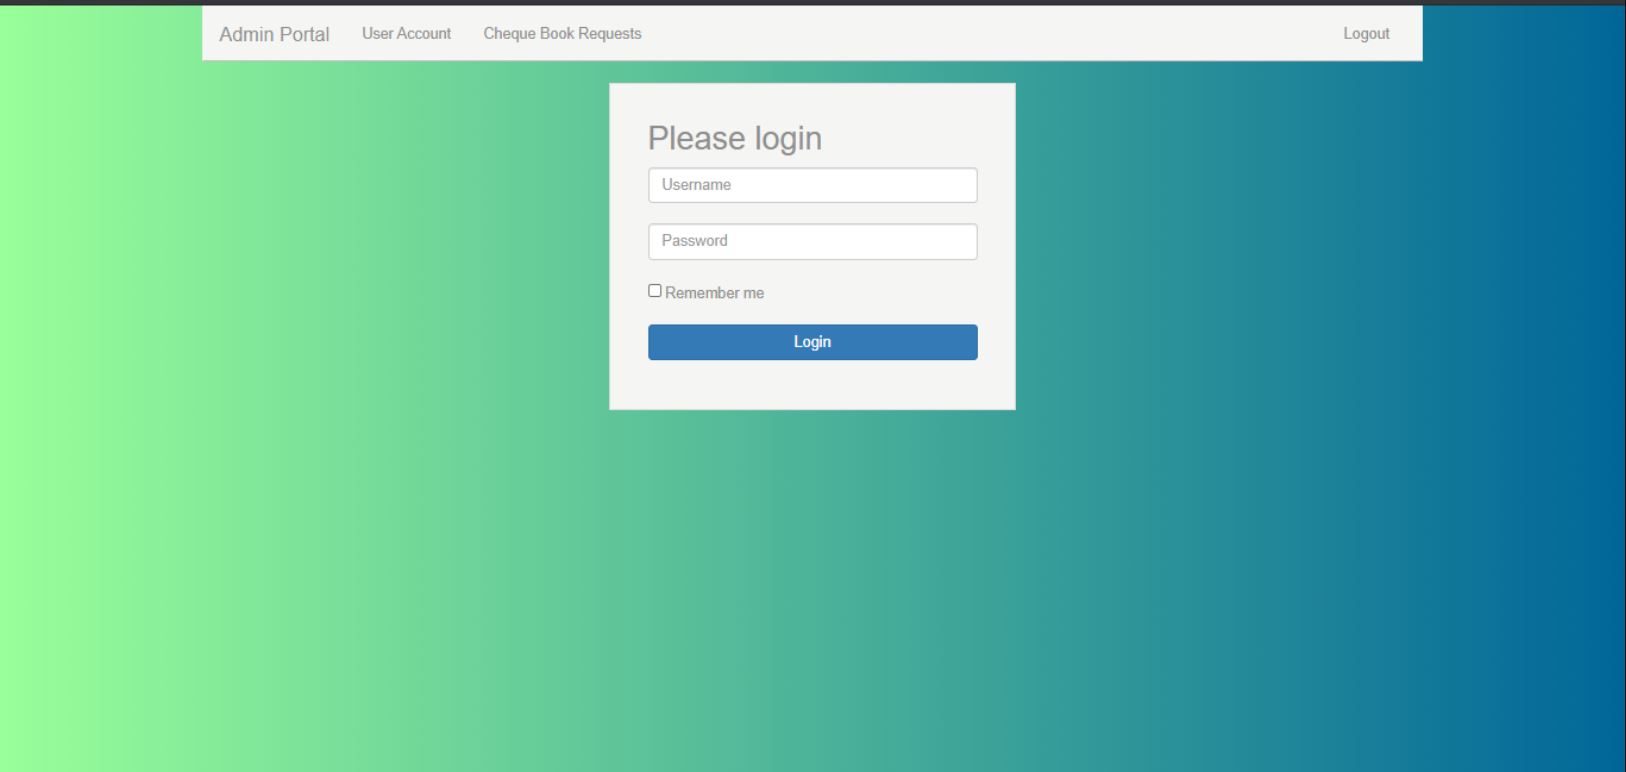 Admin Portal User Account Cheque Book Requests Logout
Please login
Username
Password
Remember me
Login